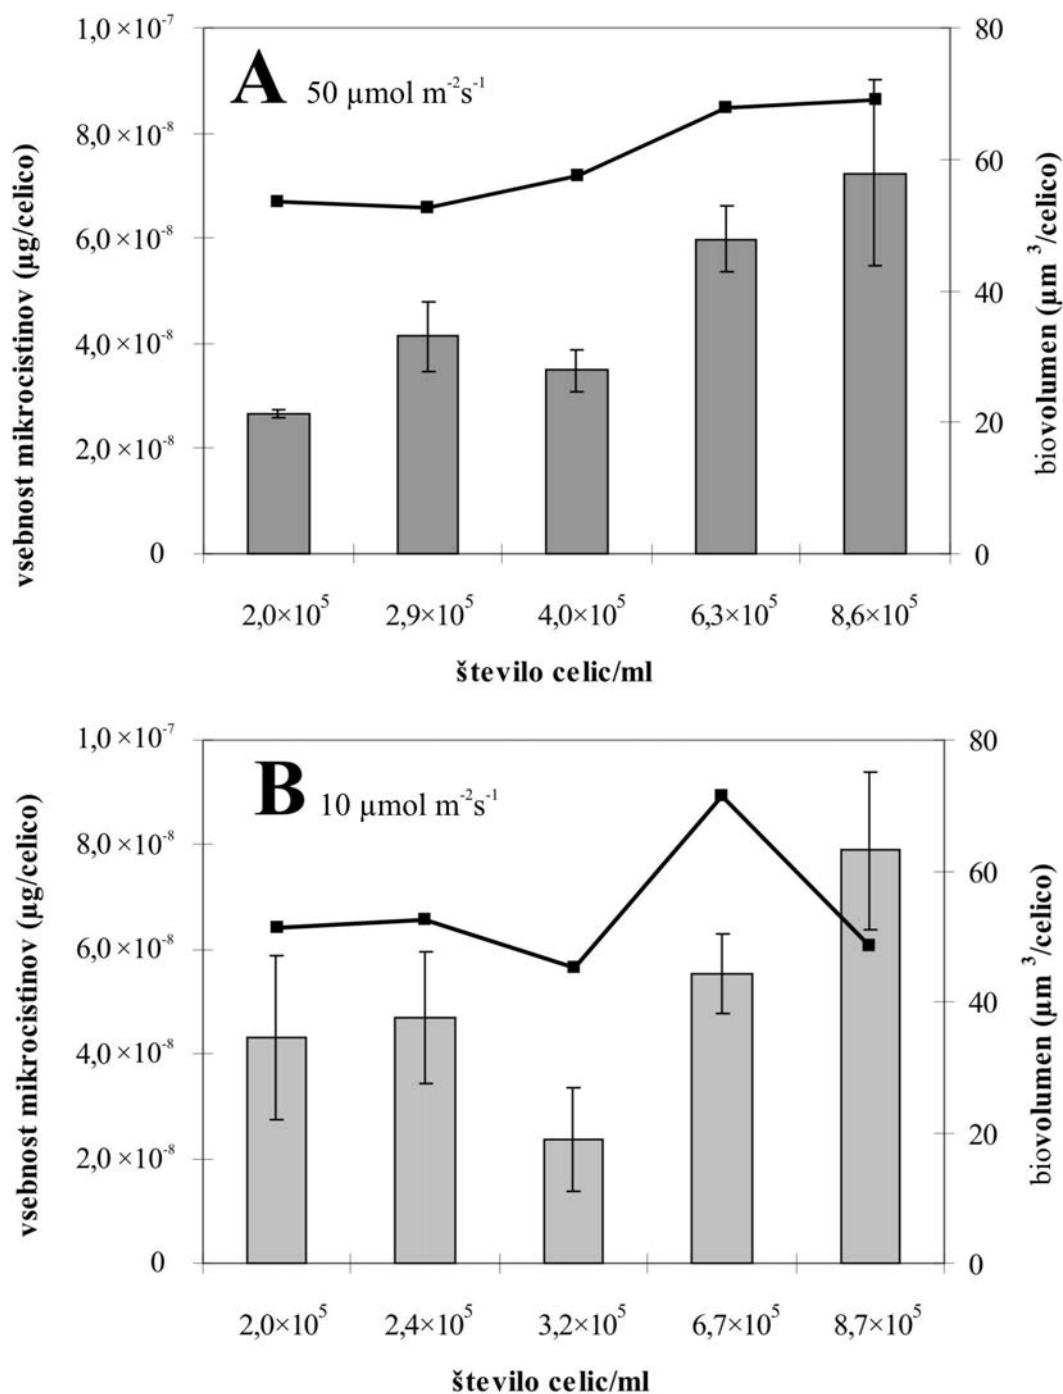 1,0 ×10⁻⁷
8,0 ×10⁻⁸
6,0 ×10⁻⁸
4,0 ×10⁻⁸
2,0 ×10⁻⁸
0
vsebnost mikrocistinov (µg/celico)
A 50 µmol m⁻²s⁻¹
80
60
40
20
0
biovolumen (µm ³/celico)
2,0×10⁵ 2,9×10⁵ 4,0×10⁵ 6,3×10⁵ 8,6×10⁵
število celic/ml
1,0 ×10⁻⁷
8,0 ×10⁻⁸
6,0 ×10⁻⁸
4,0 ×10⁻⁸
2,0 ×10⁻⁸
0
vsebnost mikrocistinov (µg/celico)
B 10 µmol m⁻²s⁻¹
80
60
40
20
0
biovolumen (µm ³/celico)
2,0×10⁵ 2,4×10⁵ 3,2×10⁵ 6,7×10⁵ 8,7×10⁵
število celic/ml